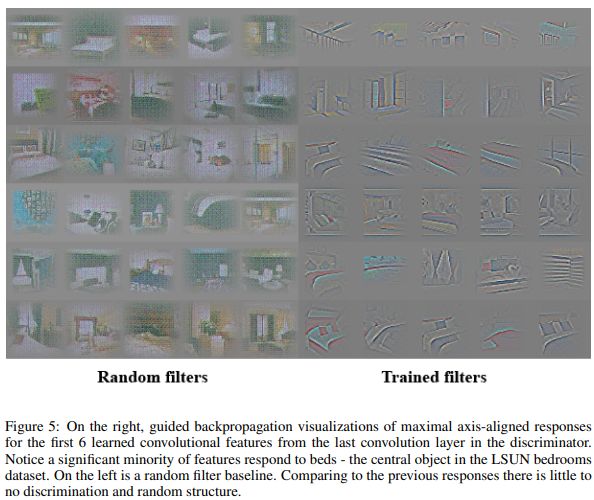 Random filters
Trained filters
Figure 5: On the right, guided backpropagation visualizations of maximal axis-aligned responses
for the first 6 learned convolutional features from the last convolution layer in the discriminator.
Notice a significant minority of features respond to beds - the central object in the LSUN bedrooms
dataset. On the left is a random filter baseline. Comparing to the previous responses there is little to
no discrimination and random structure.